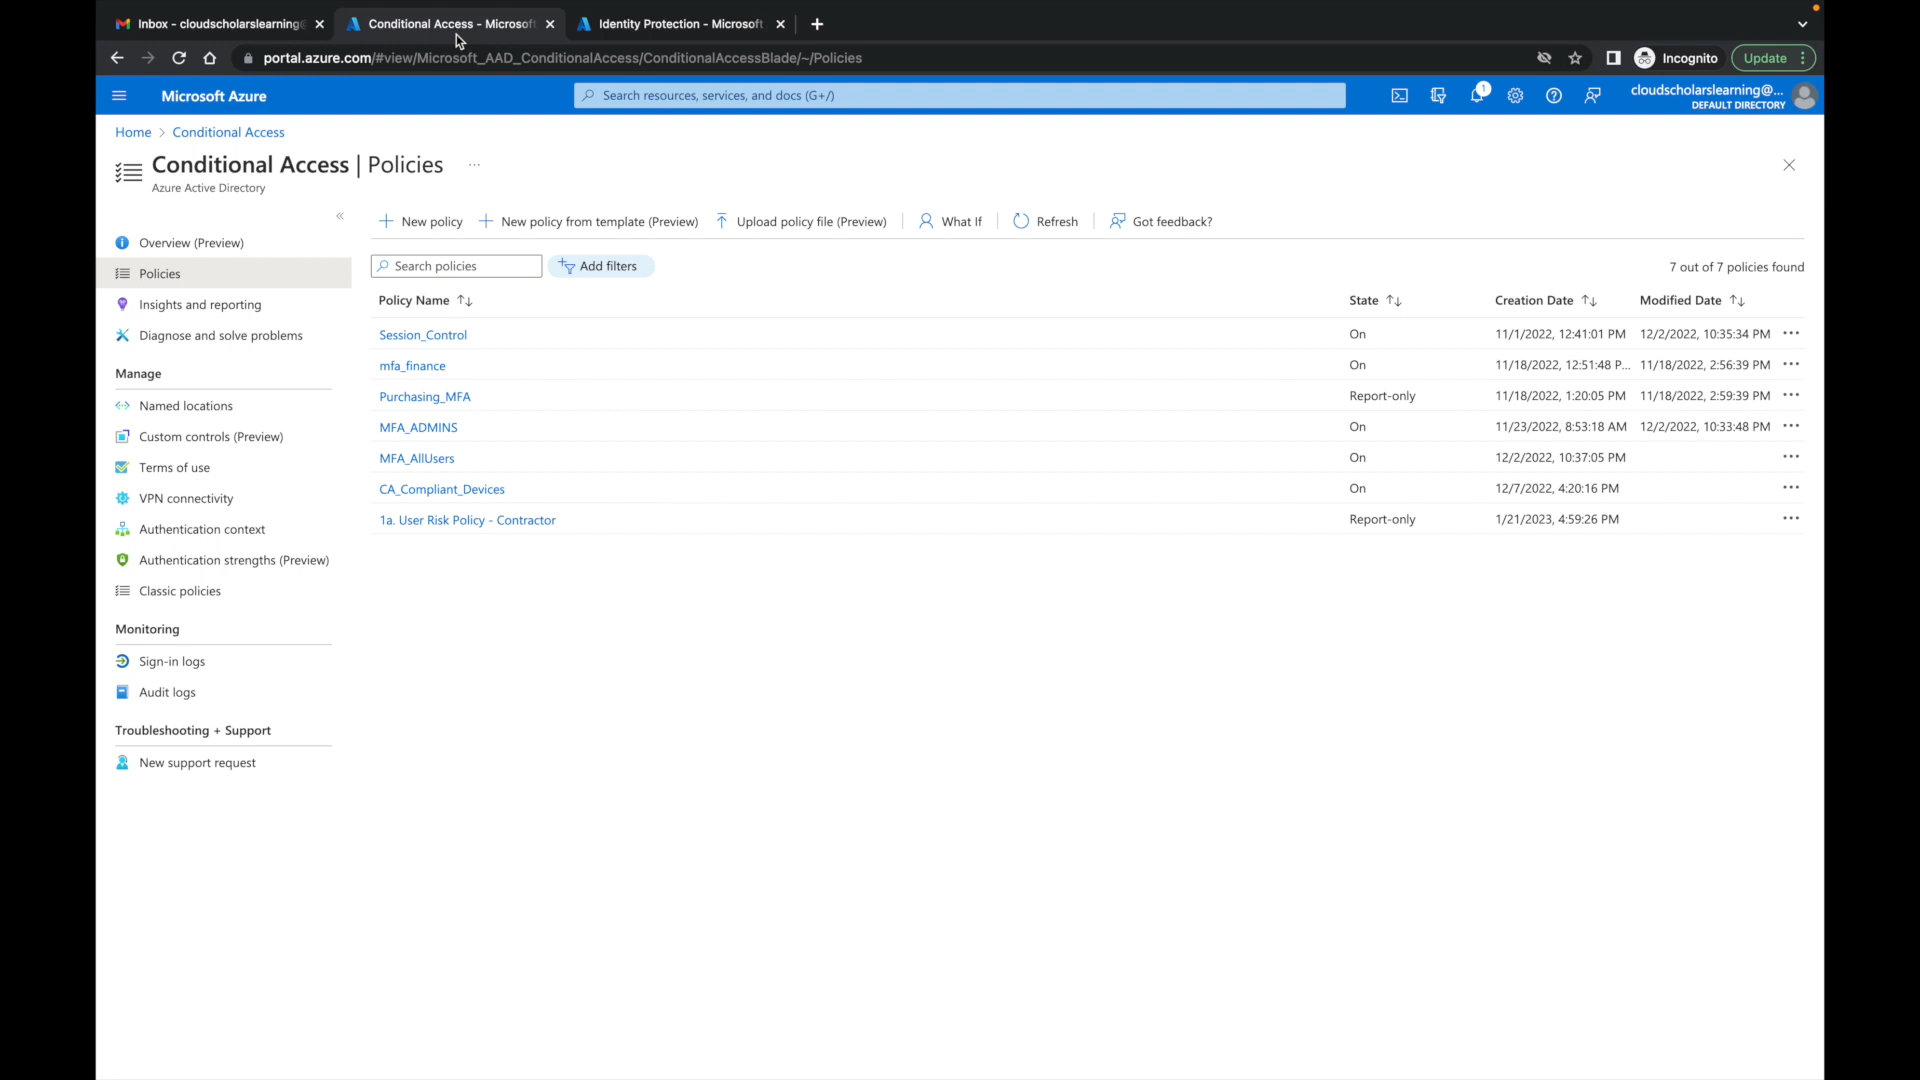 Inbox - cloudscholarslearning@
Conditional Access - Microsoft
Identity Protection - Microsoft
portal.azure.com/#view/Microsoft_AAD_ConditionalAccess/ConditionalAccessBlade/~/Policies
Incognito
Update
Microsoft Azure
Search resources, services, and docs (G+/)
1
cloudscholarslearning@...
DEFAULT DIRECTORY
Home > Conditional Access
Conditional Access | Policies ...
Azure Active Directory
«
New policy
New policy from template (Preview)
Upload policy file (Preview)
What If
Refresh
Got feedback?
Overview (Preview)
Policies
Insights and reporting
Diagnose and solve problems
Manage
Named locations
Custom controls (Preview)
Terms of use
VPN connectivity
Authentication context
Authentication strengths (Preview)
Classic policies
Monitoring
Sign-in logs
Audit logs
Troubleshooting + Support
New support request
Search policies
Add filters
7 out of 7 policies found
Policy Name State Creation Date Modified Date
Session_Control On 11/1/2022, 12:41:01 PM 12/2/2022, 10:35:34 PM ...
mfa_finance On 11/18/2022, 12:51:48 P... 11/18/2022, 2:56:39 PM ...
Purchasing_MFA Report-only 11/18/2022, 1:20:05 PM 11/18/2022, 2:59:39 PM ...
MFA_ADMINS On 11/23/2022, 8:53:18 AM 12/2/2022, 10:33:48 PM ...
MFA_AllUsers On 12/2/2022, 10:37:05 PM ...
CA_Compliant_Devices On 12/7/2022, 4:20:16 PM ...
1a. User Risk Policy - Contractor Report-only 1/21/2023, 4:59:26 PM ...